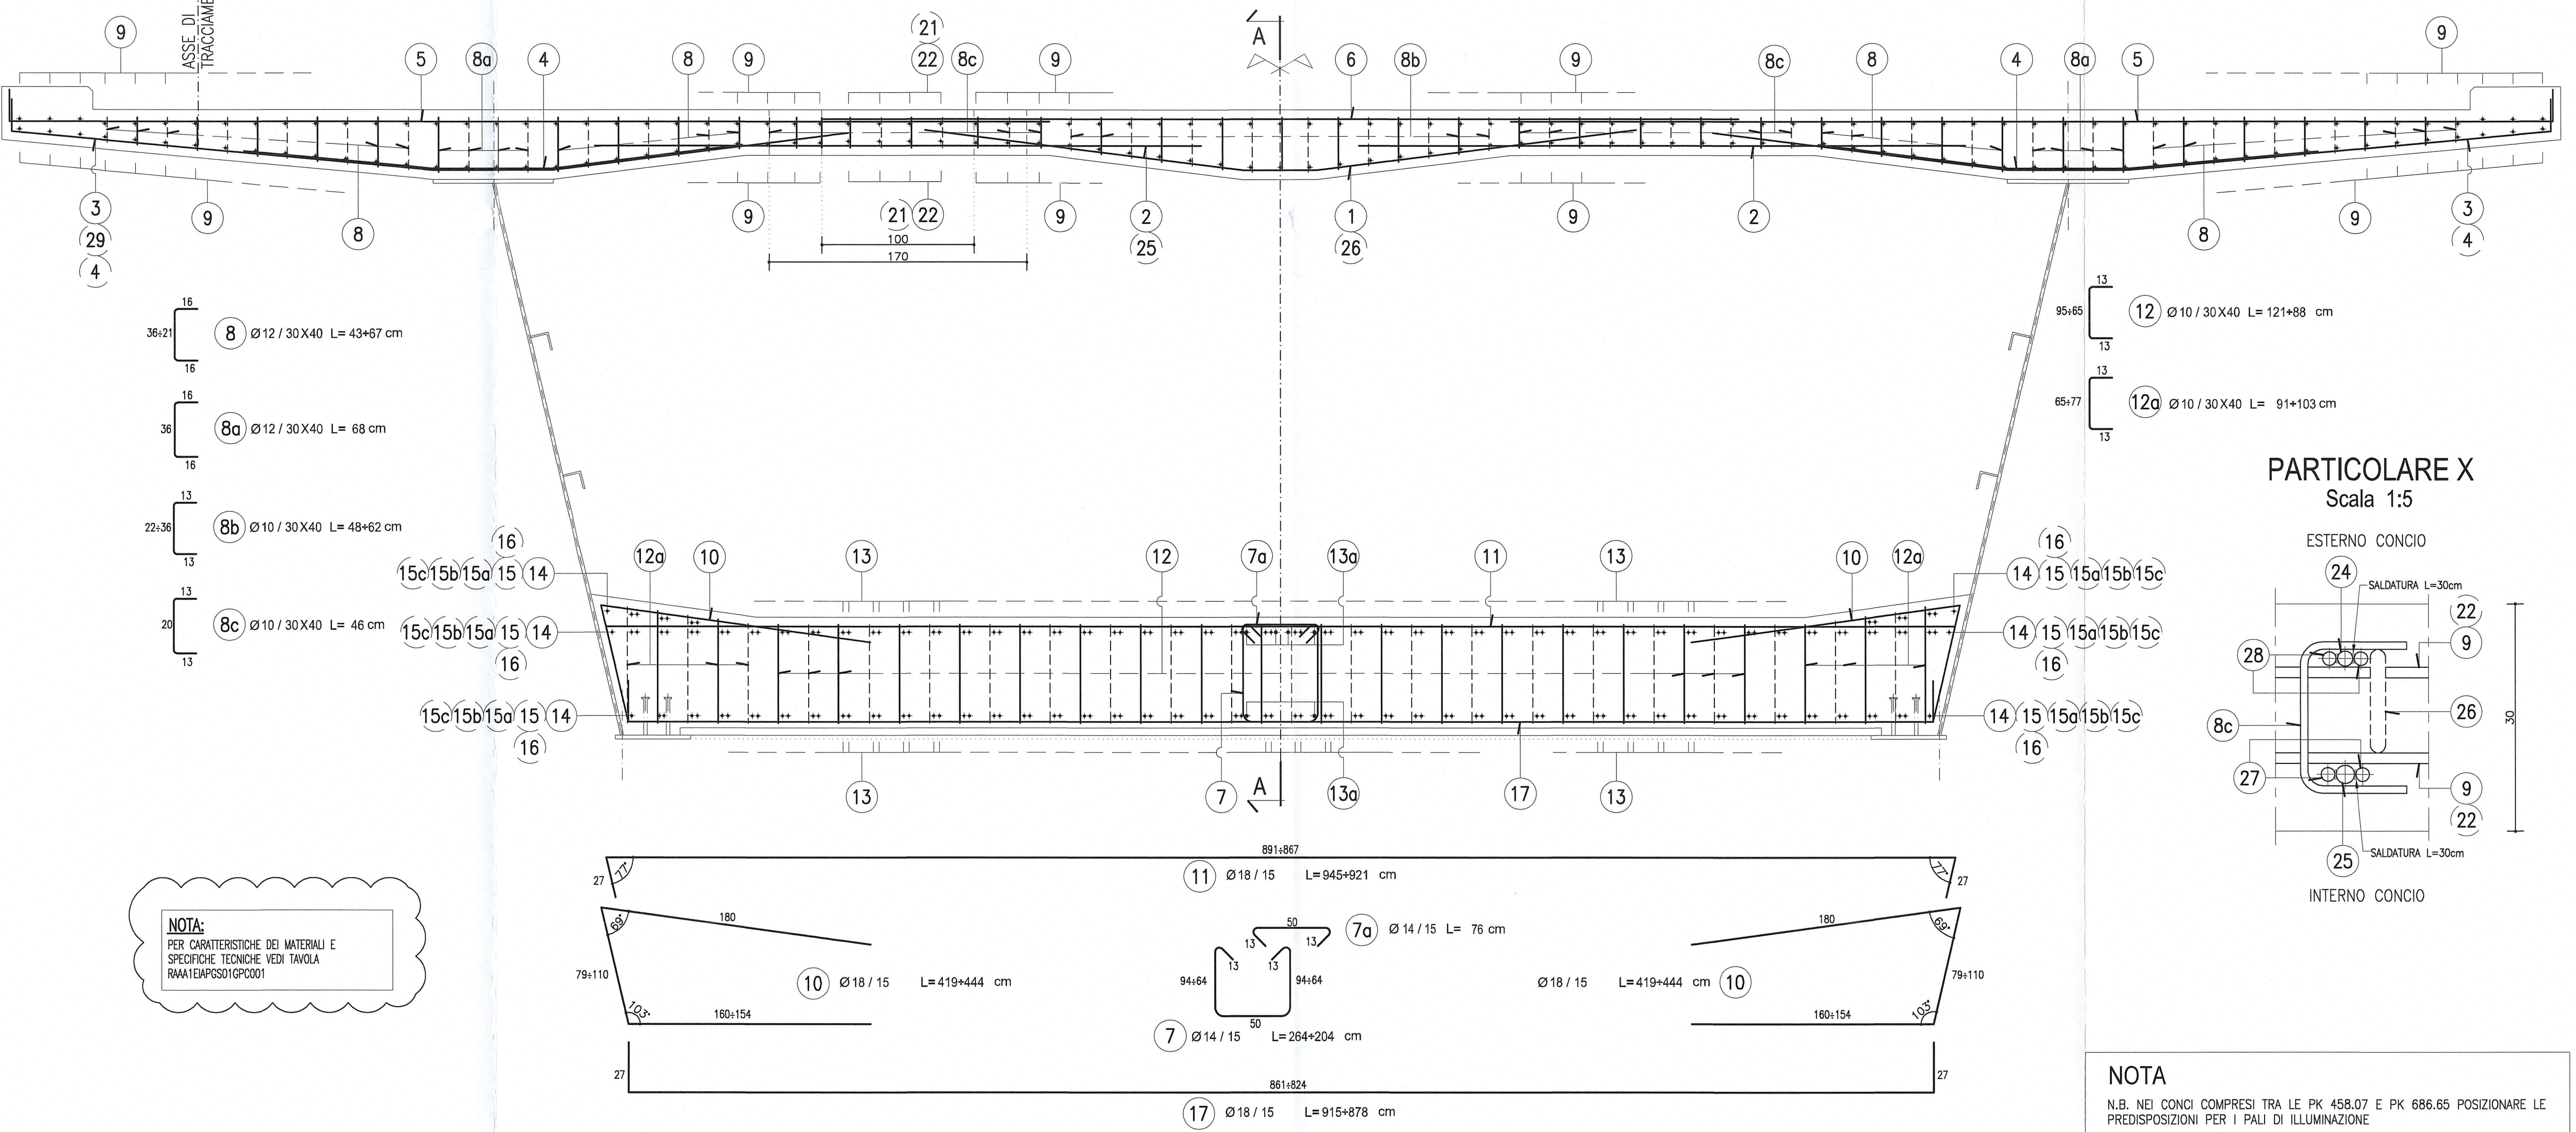 ASSE DI
TRACCIAME
9
5
8a
4
8
9
21
22
8c
9
A
6
8b
9
8c
8
4
8a
5
9
3
29
4
9
8
9
21
22
9
2
25
1
26
9
2
8
9
3
4
100
170
16
36÷21
16
8 Ø12 / 30X40 L= 43÷67 cm
16
36
16
8a Ø12 / 30X40 L= 68 cm
13
22÷36
13
8b Ø10 / 30X40 L= 48÷62 cm
13
20
13
8c Ø10 / 30X40 L= 46 cm
13
95÷65
13
12 Ø10 / 30X40 L= 121÷88 cm
13
65÷77
13
12a Ø10 / 30X40 L= 91÷103 cm
16
15c 15b 15a 15 14
15c 15b 15a 15 14
16
15c 15b 15a 15 14
16
12a
10
13
12
7a
13a
11
13
10
12a
16
14 15 15a 15b 15c
14 15 15a 15b 15c
16
14 15 15a 15b 15c
16
13
7
A
13a
17
13
PARTICOLARE X
Scala 1:5
ESTERNO CONCIO
24
SALDATURA L=30cm
22
9
28
26
8c
27
9
22
25
30
SALDATURA L=30cm
INTERNO CONCIO
891÷867
27
77°
77°
27
11 Ø18 / 15 L=945÷921 cm
69°
180
79÷110
103°
160÷154
10 Ø18 / 15 L=419÷444 cm
50
13
13
7a Ø14 / 15 L= 76 cm
13
13
94÷64
94÷64
50
7 Ø14 / 15 L=264÷204 cm
180
69°
79÷110
103°
160÷154
Ø18 / 15 L=419÷444 cm 10
27
861÷824
27
17 Ø18 / 15 L=915÷878 cm
NOTA:
PER CARATTERISTICHE DEI MATERIALI E
SPECIFICHE TECNICHE VEDI TAVOLA
RAAA1EIAPGS01GPC001
NOTA
N.B. NEI CONCI COMPRESI TRA LE PK 458.07 E PK 686.65 POSIZIONARE LE
PREDISPOSIZIONI PER I PALI DI ILLUMINAZIONE